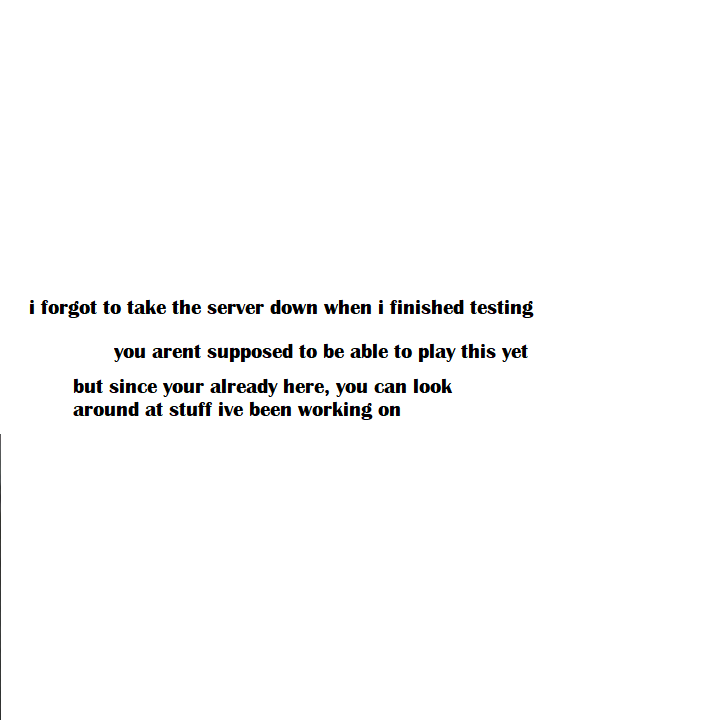 i forgot to take the server down when i finished testing
you arent supposed to be able to play this yet
but since your already here, you can look
around at stuff ive been working on